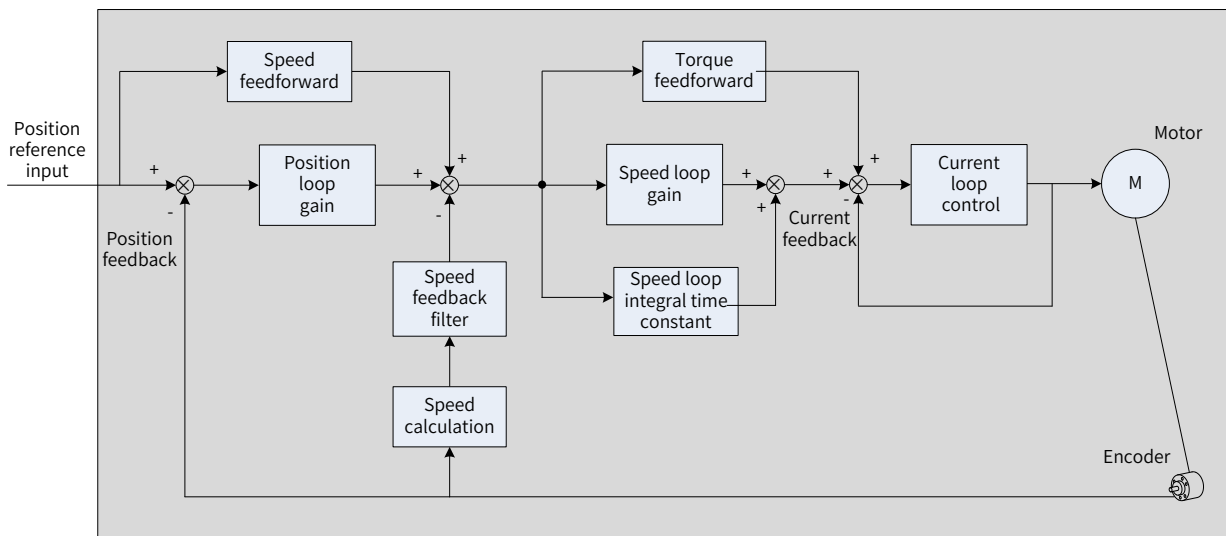 Speed
feedforward
Torque
feedforward
Position
reference
input
Motor
+
+
+
+
+
+
+
Position
loop
gain
Speed loop
gain
Current
loop
control
M
-
-
+
-
Position
feedback
Current
feedback
Speed
feedback
filter
Speed loop
integral time
constant
Speed
calculation
Encoder